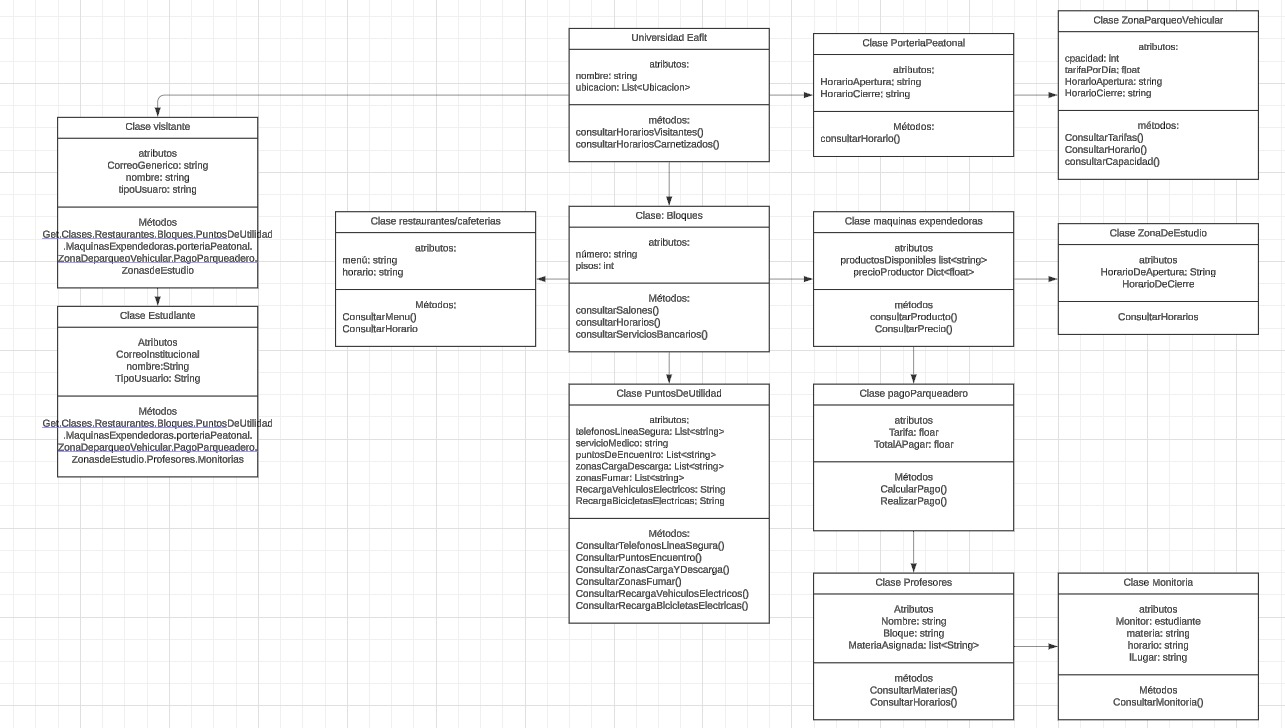 Universidad Eafit
atributos:
nombre: string
ubicacion: List<Ubicacion>
métodos:
consultarHorariosVisitantes()
consultarHorariosCarnetizados()
Clase PorteriaPeatonal
atributos:
HorarioApertura: string
HorarioCierre: string
Métodos:
consultarHorario()
Clase ZonaParqueoVehicular
atributos:
cpacidad: int
tarifaPorDía: float
HorarioApertura: string
HorarioCierre: string
métodos:
ConsultarTarifas()
ConsultarHorario()
consultarCapacidad()
Clase visitante
atributos
CorreoGenerico: string
nombre: string
tipoUsuaro: string
Métodos
Get.Clases.Restaurantes.Bloques.PuntosDeUtilidad
.MaquinasExpendedoras.porteriaPeatonal.
ZonaDeparqueoVehicular.PagoParqueadero.
ZonasdeEstudio
Clase Estudiante
Atributos
CorreoInstitucional
nombre:String
TipoUsuario: String
Métodos
Get.Clases.Restaurantes.Bloques.PuntosDeUtilidad
.MaquinasExpendedoras.porteriaPeatonal.
ZonaDeparqueoVehicular.PagoParqueadero.
ZonasdeEstudio.Profesores.Monitorias
Clase restaurantes/cafeterias
atributos:
menú: string
horario: string
Métodos:
ConsultarMenu()
ConsultarHorario
Clase: Bloques
atributos:
número: string
pisos: int
Métodos:
consultarSalones()
consultarHorarios()
consultarServiciosBancarios()
Clase maquinas expendedoras
atributos
productosDisponibles list<string>
precioProductor Dict<float>
métodos
consultarProducto()
ConsultarPrecio()
Clase ZonaDeEstudio
atributos
HorarioDeApertura: String
HorarioDeCierre
ConsultarHorarios
Clase PuntosDeUtilidad
atributos:
telefonosLineaSegura: List<string>
servicioMedico: string
puntosDeEncuentro: List<string>
zonasCargaDescarga: List<string>
zonasFumar: List<string>
RecargaVehiculosElectricos: String
RecargaBicicletasElectricas: String
Métodos:
ConsultarTelefonosLineaSegura()
ConsultarPuntosEncuentro()
ConsultarZonasCargaYDescarga()
ConsultarZonasFumar()
ConsultarRecargaVehiculosElectricos()
ConsultarRecargaBicicletasElectricas()
Clase pagoParqueadero
atributos
Tarifa: floar
TotalAPagar: floar
Métodos
CalcularPago()
RealizarPago()
Clase Profesores
Atributos
Nombre: string
Bloque: string
MateriaAsignada: list<String>
métodos
ConsultarMaterias()
ConsultarHorarios()
Clase Monitoria
atributos
Monitor: estudiante
materia: string
horario: string
lLugar: string
Métodos
ConsultarMonitoria()